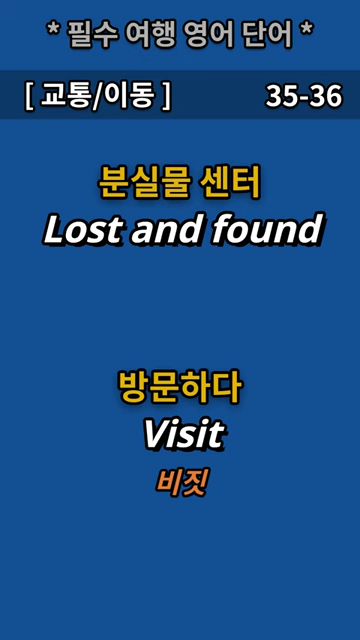 * 필수 여행 영어 단어 *
[ 교통/이동 ] 35-36
분실물 센터
Lost and found
방문하다
Visit
비짓